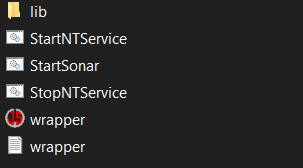 lib
StartNTService
StartSonar
StopNTService
wrapper
wrapper